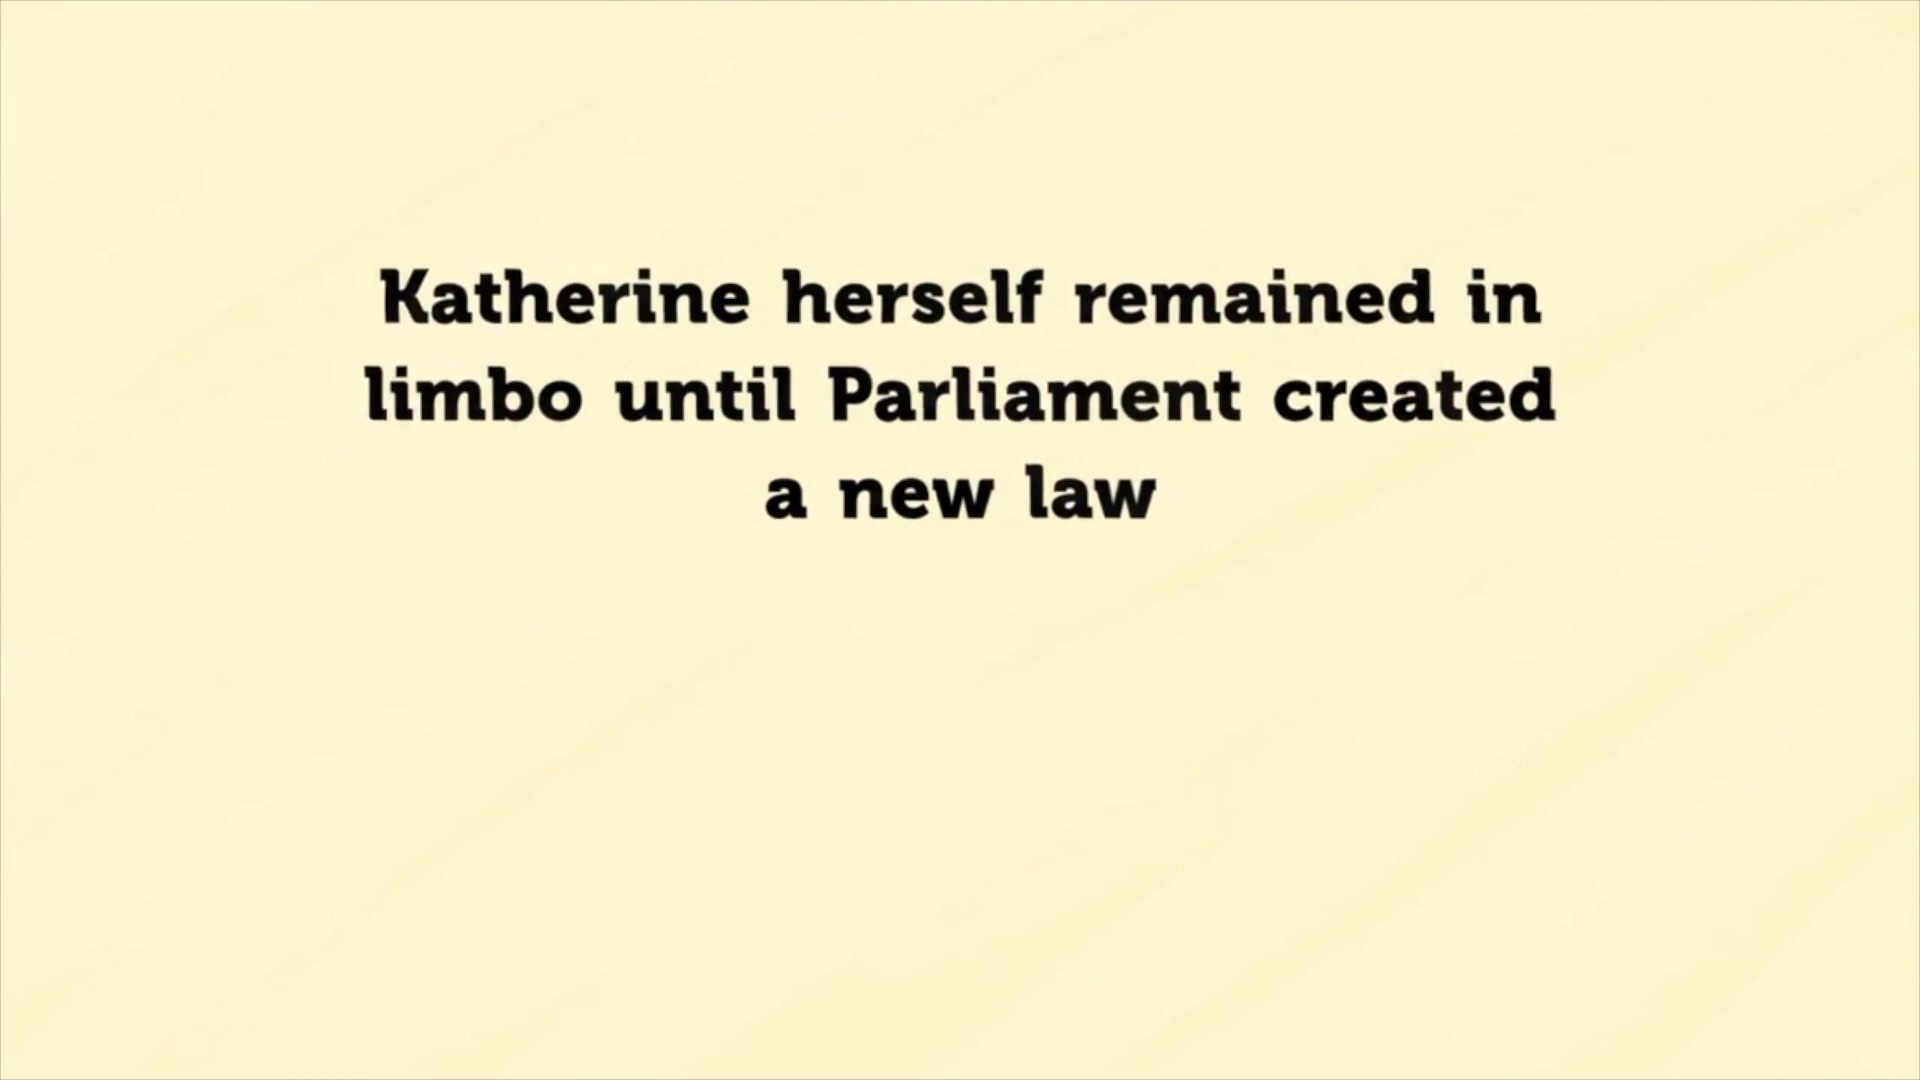 Katherine herself remained in
limbo until Parliament created
a new law